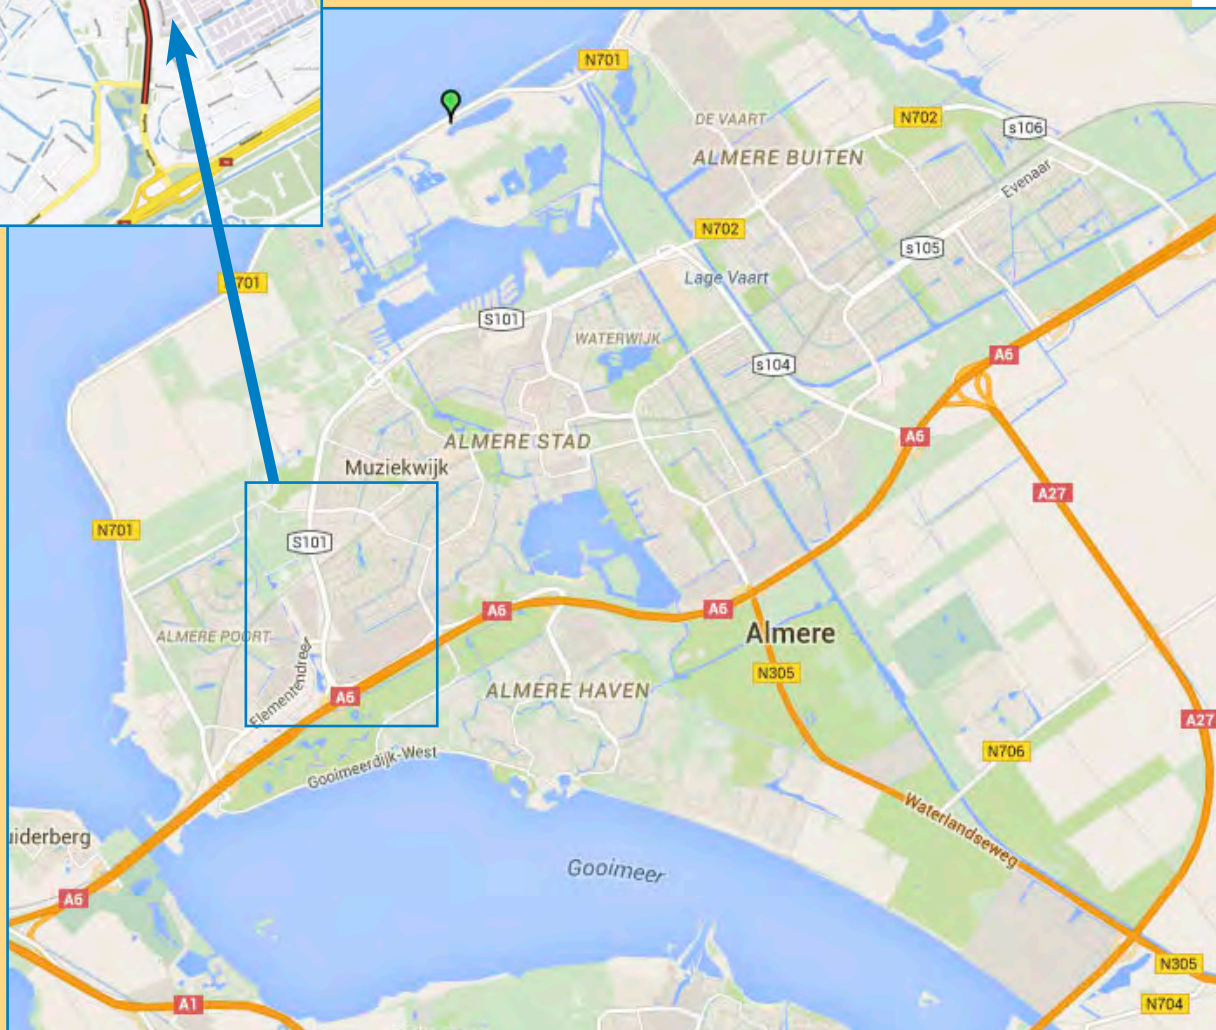 N701
DE VAART
N702
s106
ALMERE BUITEN
Evenaar
N702
s105
Lage Vaart
701
S101
WATERWIJK
s104
A6
ALMERE STAD
A6
Muziekwijk
A27
N701
S101
A6
A6
ALMERE POORT
Almere
Elementendreef
N305
ALMERE HAVEN
A6
A27
Gooimeerdijk-West
N706
Waterlandseweg
uiderberg
Gooimeer
A6
N305
A1
N704